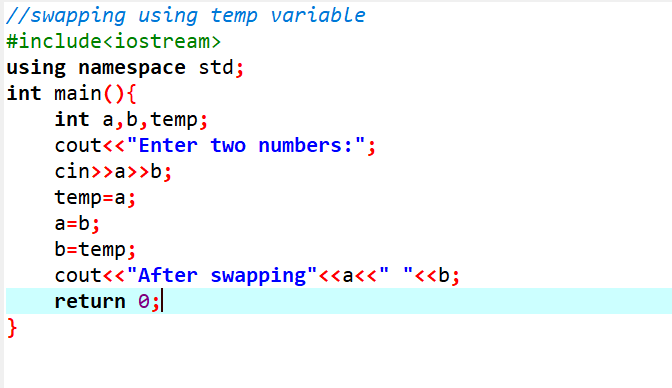 //swapping using temp variable
#include<iostream>
using namespace std;
int main(){
    int a,b,temp;
    cout<<"Enter two numbers:";
    cin>>a>>b;
    temp=a;
    a=b;
    b=temp;
    cout<<"After swapping"<<a<<" "<<b;
    return 0;
}